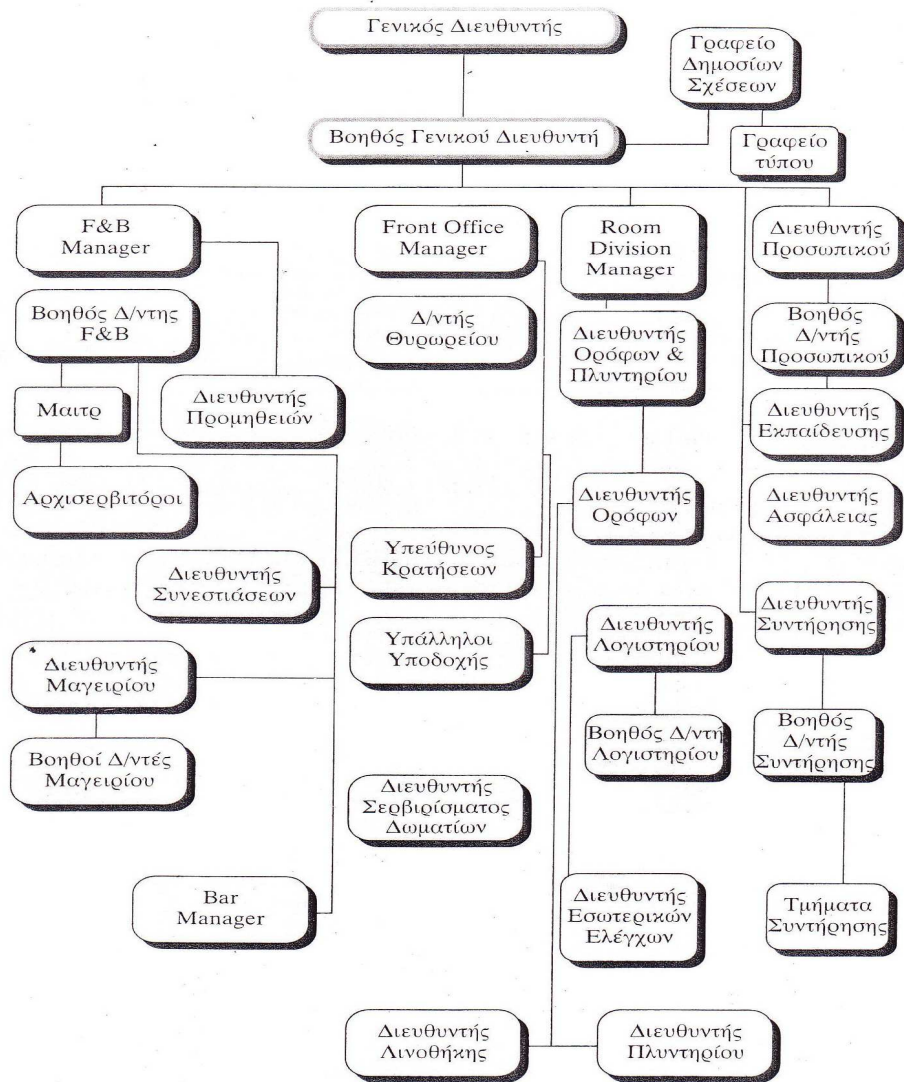 Γενικός Διευθυντής
Γραφείο
Δημοσίων
Σχέσεων
Βοηθός Γενικού Διευθυντή
Γραφείο
τύπου
F&B
Manager
Front Office
Manager
Room
Division
Manager
Διευθυντής
Προσωπικού
Βοηθός Δ/ντης
F&B
Δ/ντής
Θυρωρείου
Διευθυντής
Ορόφων &
Πλυντηρίου
Βοηθός
Δ/ντής
Προσωπικού
Μαιτρ
Διευθυντής
Προμηθειών
Διευθυντής
Εκπαίδευσης
Αρχισερβιτόροι
Διευθυντής
Ορόφων
Διευθυντής
Ασφάλειας
Διευθυντής
Συνεστιάσεων
Υπεύθυνος
Κρατήσεων
Διευθυντής
Μαγειρίου
Υπάλληλοι
Υποδοχής
Διευθυντής
Λογιστηρίου
Διευθυντής
Συντήρησης
Βοηθοί Δ/ντές
Μαγειρίου
Βοηθός Δ/ντή
Λογιστηρίου
Βοηθός
Δ/ντής
Συντήρησης
Διευθυντής
Σερβιρίσματος
Δωματίων
Bar
Manager
Διευθυντής
Εσωτερικών
Ελέγχων
Τμήματα
Συντήρησης
Διευθυντής
Λινοθήκης
Διευθυντής
Πλυντηρίου